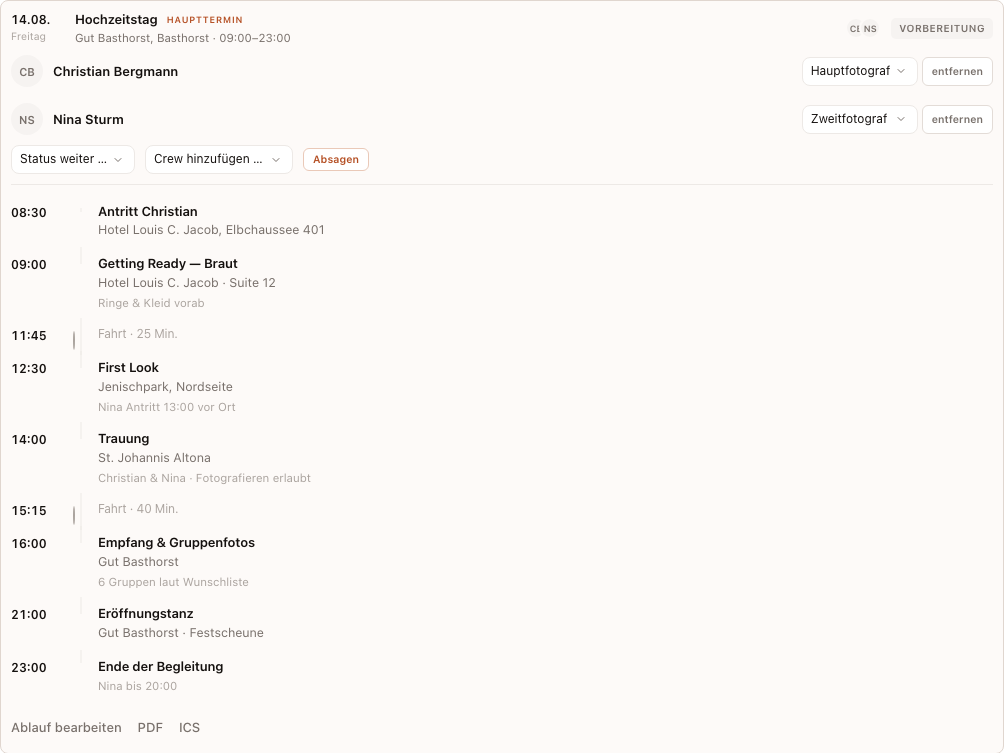 14.08.
Hochzeitstag HAUPTTERMIN
Freitag
Gut Basthorst, Basthorst · 09:00–23:00
NS
VORBEREITUNG
CB Christian Bergmann
Hauptfotograf
entfernen
NS Nina Sturm
Zweitfotograf
entfernen
Status weiter ...
Crew hinzufügen ...
Absagen
08:30 Antritt Christian
Hotel Louis C. Jacob, Elbchaussee 401
09:00 Getting Ready — Braut
Hotel Louis C. Jacob · Suite 12
Ringe & Kleid vorab
11:45 Fahrt · 25 Min.
12:30 First Look
Jenischpark, Nordseite
Nina Antritt 13:00 vor Ort
14:00 Trauung
St. Johannis Altona
Christian & Nina · Fotografieren erlaubt
15:15 Fahrt · 40 Min.
16:00 Empfang & Gruppenfotos
Gut Basthorst
6 Gruppen laut Wunschliste
21:00 Eröffnungstanz
Gut Basthorst · Festscheune
23:00 Ende der Begleitung
Nina bis 20:00
Ablauf bearbeiten PDF ICS